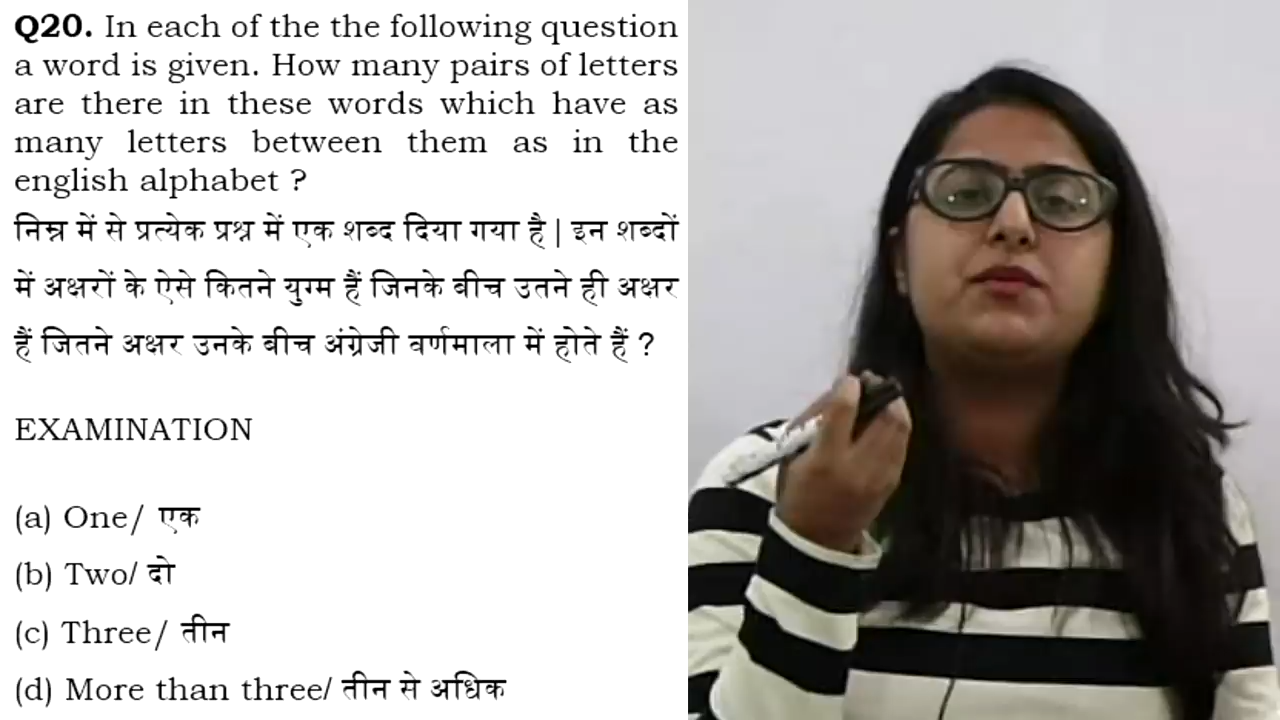 Q20. In each of the the following question
a word is given. How many pairs of letters
are there in these words which have as
many letters between them as in the
english alphabet ?
निम्न में से प्रत्येक प्रश्न में एक शब्द दिया गया है | इन शब्दों
में अक्षरों के ऐसे कितने युग्म हैं जिनके बीच उतने ही अक्षर
हैं जितने अक्षर उनके बीच अंग्रेजी वर्णमाला में होते हैं ?
EXAMINATION
(a) One/ एक
(b) Two/ दो
(c) Three/ तीन
(d) More than three/ तीन से अधिक